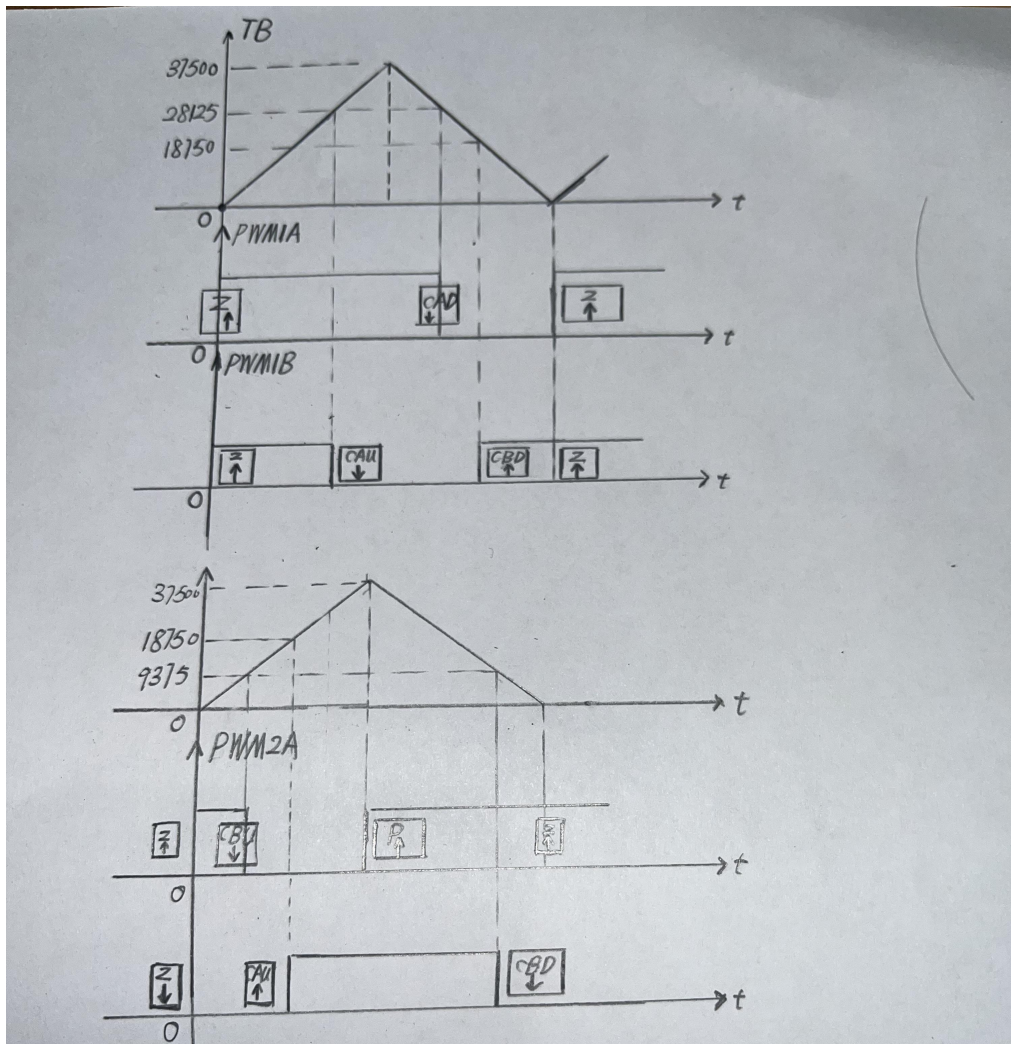 TB
37500
28125
18750
0
t
PWM1A
Z↑
CAD↓
Z↑
0
t
PWM1B
Z↑
CAU↓
CBD↑
Z↑
0
t
37500
18750
9375
0
t
PWM2A
Z↑
CBU↓
P↑
Z↑
0
t
Z↓
CAU↑
CBD↓
0
t